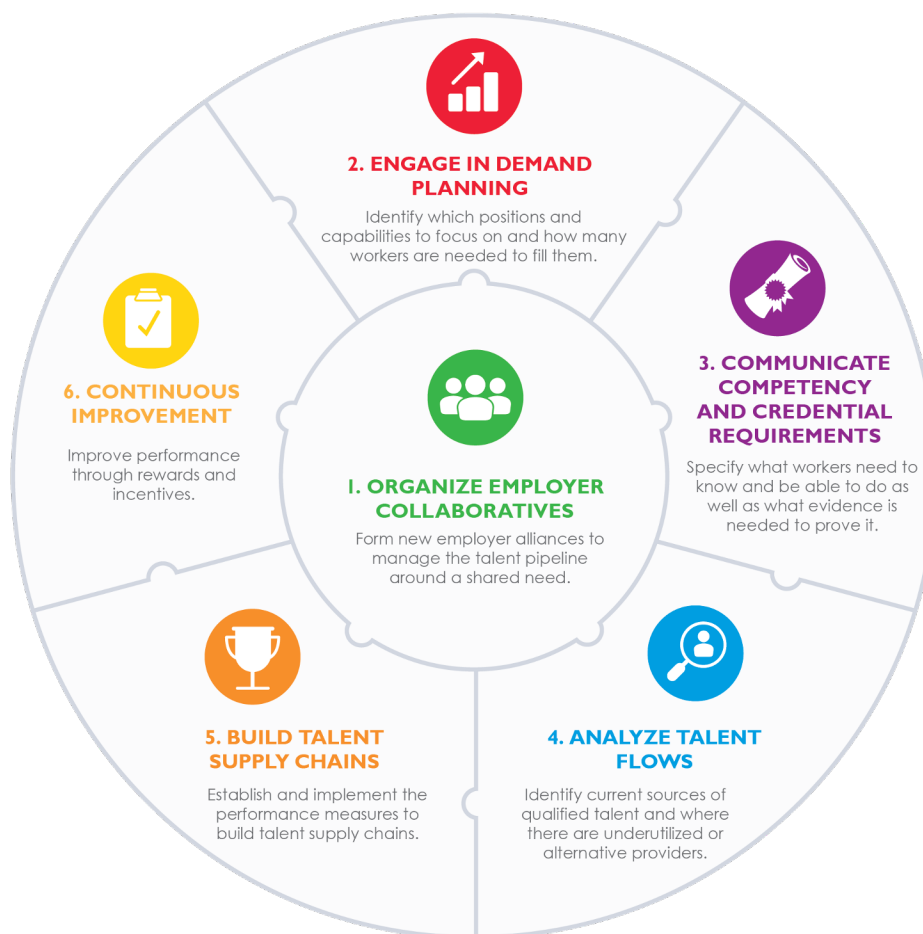 2. ENGAGE IN DEMAND
PLANNING
Identify which positions and
capabilities to focus on and how many
workers are needed to fill them.
3. COMMUNICATE
COMPETENCY
AND CREDENTIAL
REQUIREMENTS
Specify what workers need to
know and be able to do as
well as what evidence is
needed to prove it.
6. CONTINUOUS
IMPROVEMENT
Improve performance
through rewards and
incentives.
1. ORGANIZE EMPLOYER
COLLABORATIVES
Form new employer alliances to
manage the talent pipeline
around a shared need.
5. BUILD TALENT
SUPPLY CHAINS
Establish and implement the
performance measures to
build talent supply chains.
4. ANALYZE TALENT
FLOWS
Identify current sources of
qualified talent and where
there are underutilized or
alternative providers.